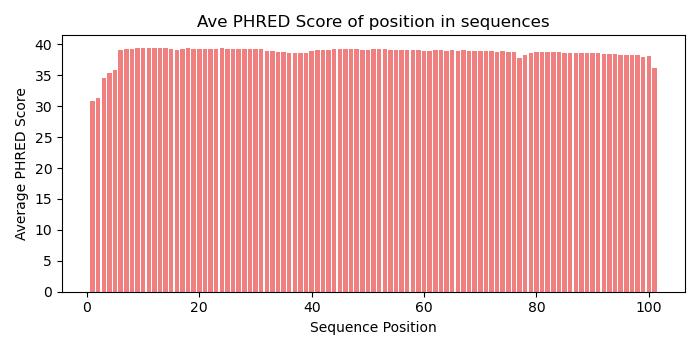 Ave PHRED Score of position in sequences
40
35
30
25
20
15
10
5
0
Average PHRED Score
0 20 40 60 80 100
Sequence Position